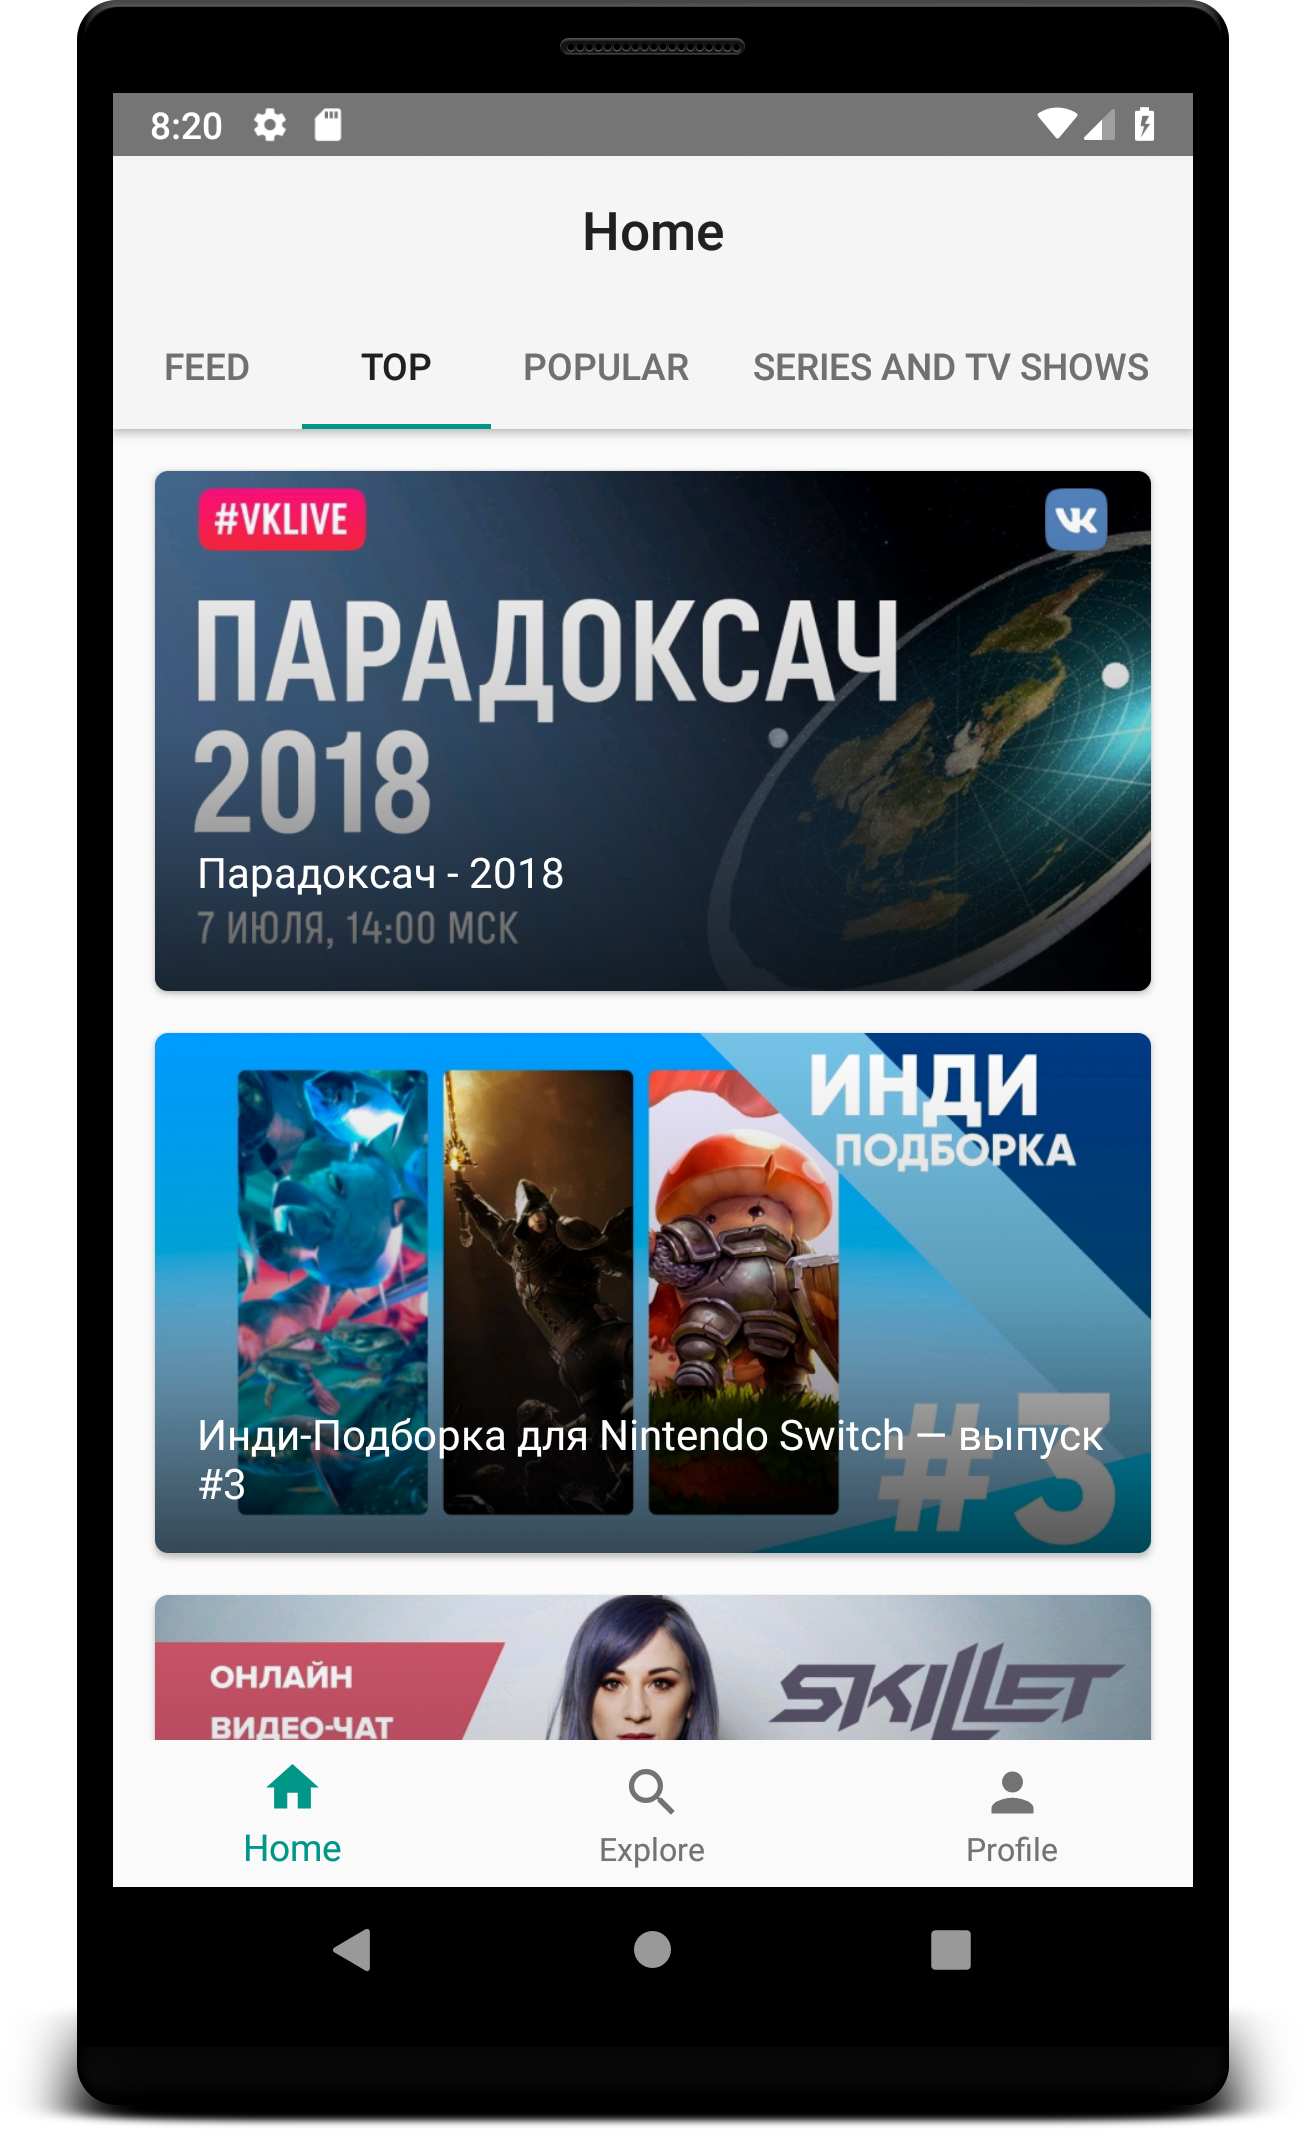 8:20
Home
FEED TOP POPULAR SERIES AND TV SHOWS
#VKLIVE
ПАРАДОКСАЧ
2018
Парадоксач - 2018
7 ИЮЛЯ, 14:00 МСК
ИНДИ
ПОДБОРКА
Инди-Подборка для Nintendo Switch — выпуск
#3
#3
ОНЛАЙН
ВИДЕО-ЧАТ
SKILLET
Home Explore Profile